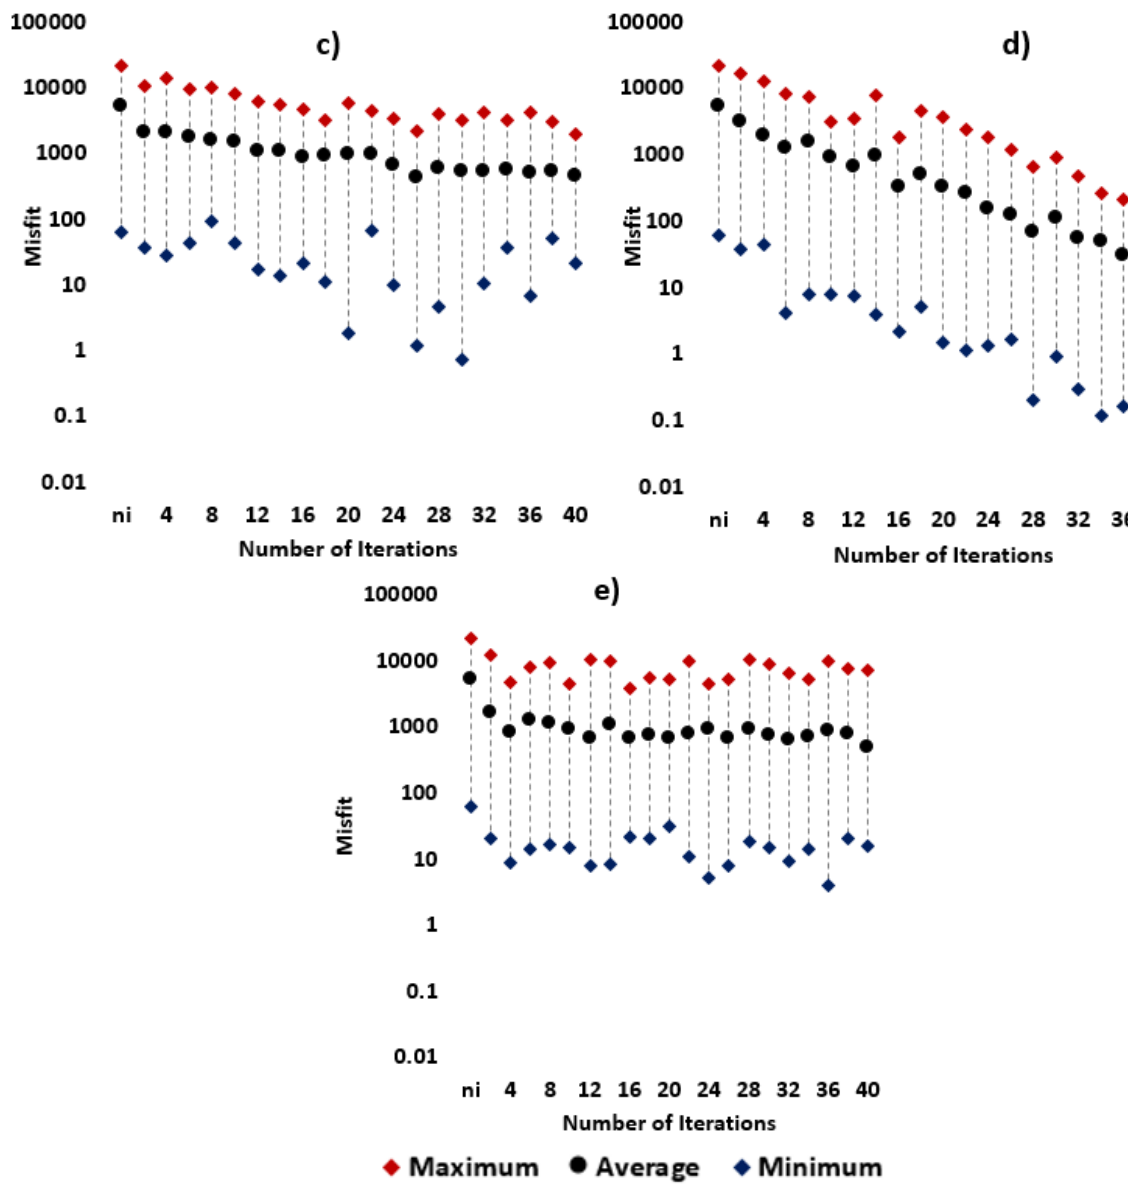 c)
100000
10000
1000
100
10
1
0.1
0.01
Misfit
ni 4 8 12 16 20 24 28 32 36 40
Number of Iterations
d)
100000
10000
1000
100
10
1
0.1
0.01
Misfit
ni 4 8 12 16 20 24 28 32 36
Number of Iterations
e)
100000
10000
1000
100
10
1
0.1
0.01
Misfit
ni 4 8 12 16 20 24 28 32 36 40
Number of Iterations
Maximum Average Minimum